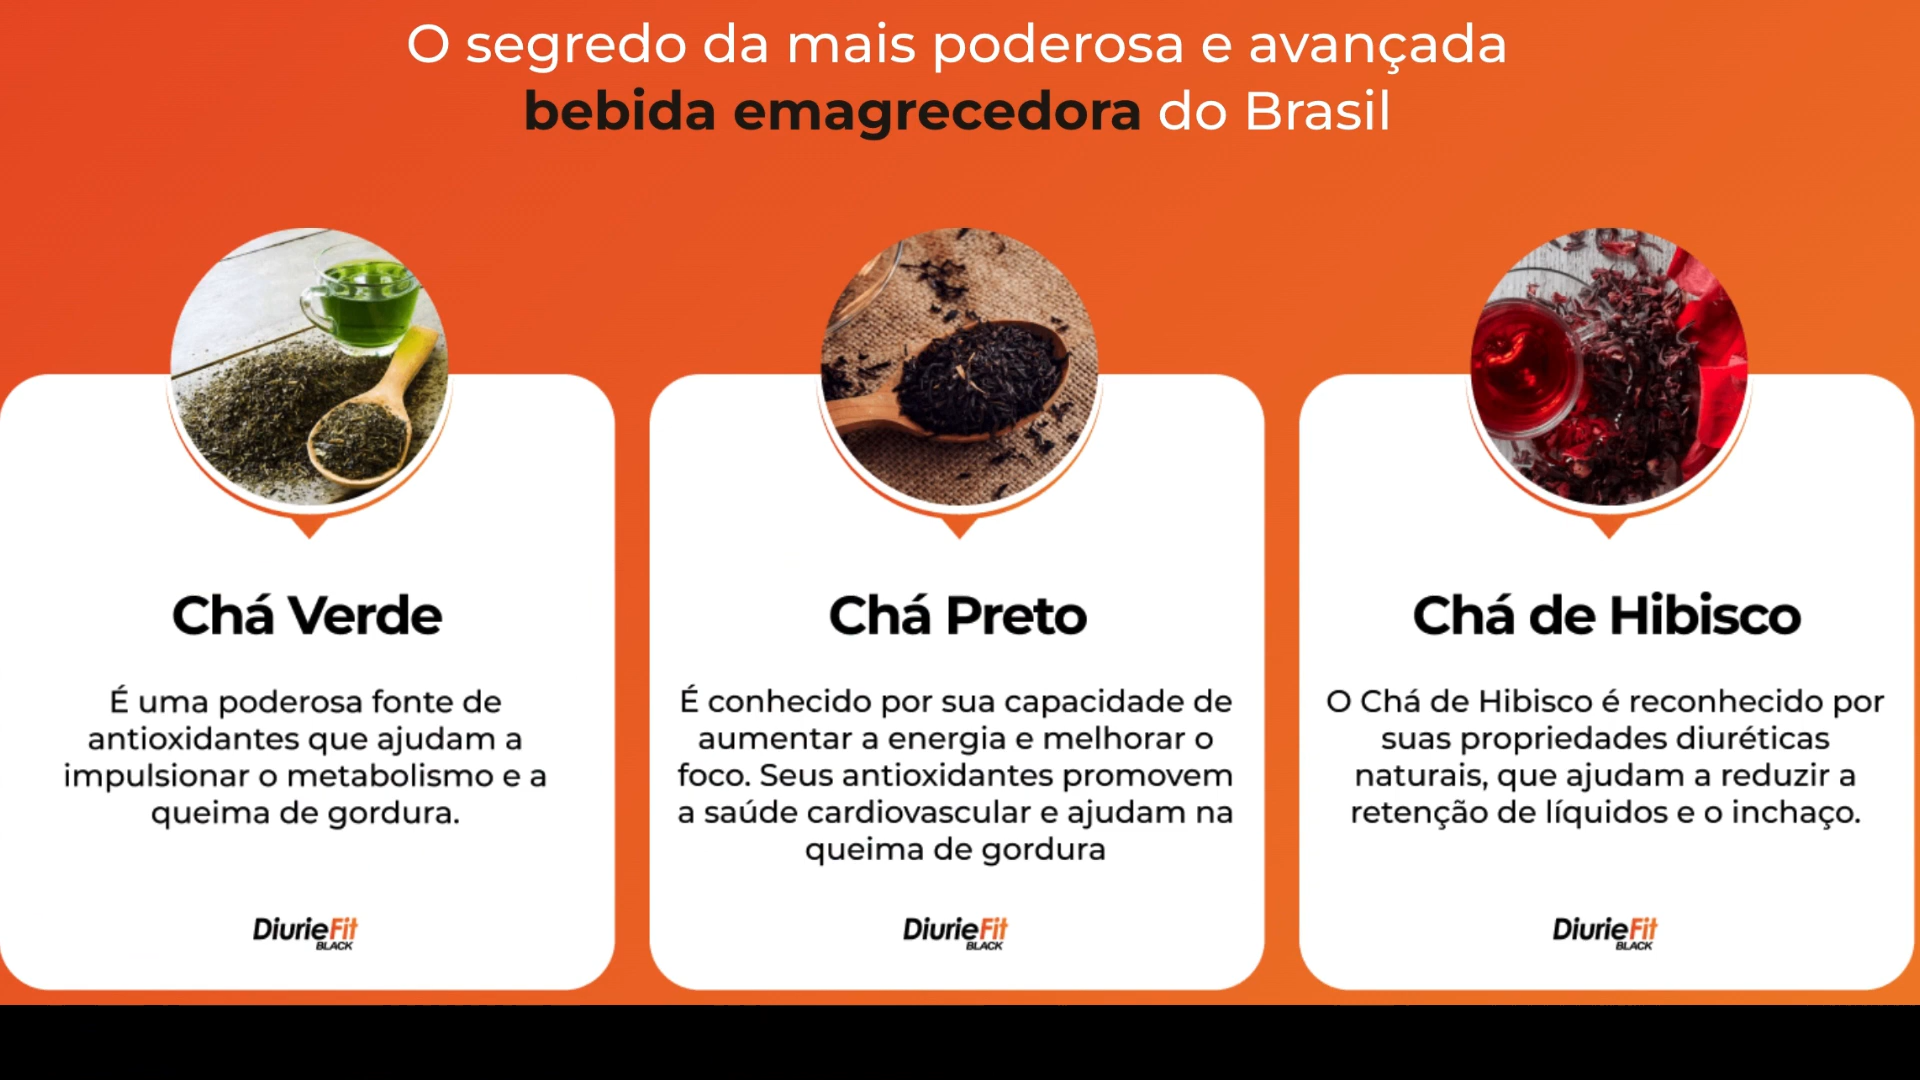 O segredo da mais poderosa e avançada
bebida emagrecedora do Brasil
Chá Verde
É uma poderosa fonte de
antioxidantes que ajudam a
impulsionar o metabolismo e a
queima de gordura.
DiurieFit
BLACK
Chá Preto
É conhecido por sua capacidade de
aumentar a energia e melhorar o
foco. Seus antioxidantes promovem
a saúde cardiovascular e ajudam na
queima de gordura
DiurieFit
BLACK
Chá de Hibisco
O Chá de Hibisco é reconhecido por
suas propriedades diuréticas
naturais, que ajudam a reduzir a
retenção de líquidos e o inchaço.
DiurieFit
BLACK